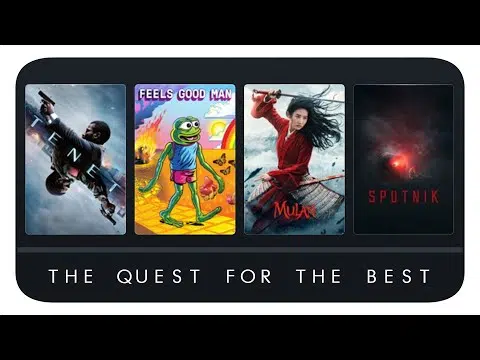 TENET
FEELS GOOD MAN
MULAN
SPUTNIK
THE QUEST FOR THE BEST